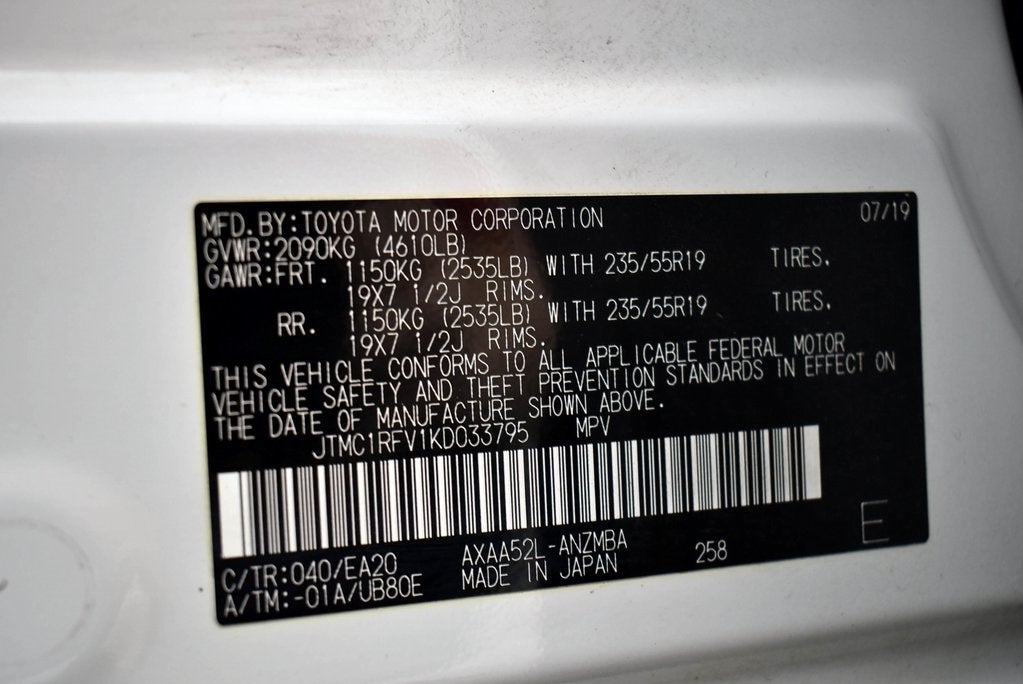 MFD.BY:TOYOTA MOTOR CORPORATION 07/19
GVWR:2090KG (4610LB)
GAWR:FRT. 1150KG (2535LB) WITH 235/55R19 TIRES.
19X7 1/2J RIMS.
RR. 1150KG (2535LB) WITH 235/55R19 TIRES.
19X7 1/2J RIMS.
THIS VEHICLE CONFORMS TO ALL APPLICABLE FEDERAL MOTOR
VEHICLE SAFETY AND THEFT PREVENTION STANDARDS IN EFFECT ON
THE DATE OF MANUFACTURE SHOWN ABOVE.
JTMC1RFV1KD033795 MPV
E
C/TR:040/EA20 AXAA52L-ANZMBA 258
A/TM:-01A/UB80E MADE IN JAPAN